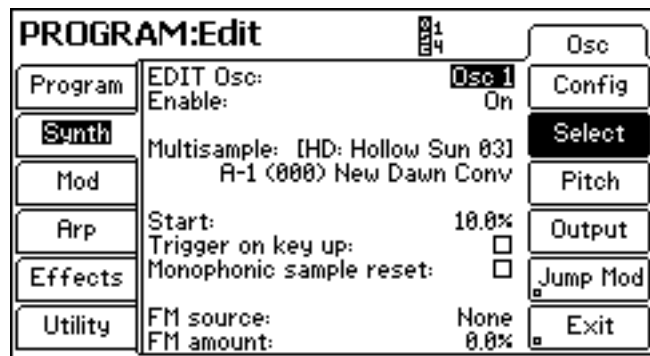 PROGRAM:Edit
1
4
Osc
Program
Synth
Mod
Arp
Effects
Utility
EDIT Osc: Osc 1
Enable: On
Multisample: [HD: Hollow Sun 03]
A-1 (000) New Dawn Conv
Start: 10.0%
Trigger on key up:
Monophonic sample reset:
FM source: None
FM amount: 0.0%
Config
Select
Pitch
Output
Jump Mod
Exit